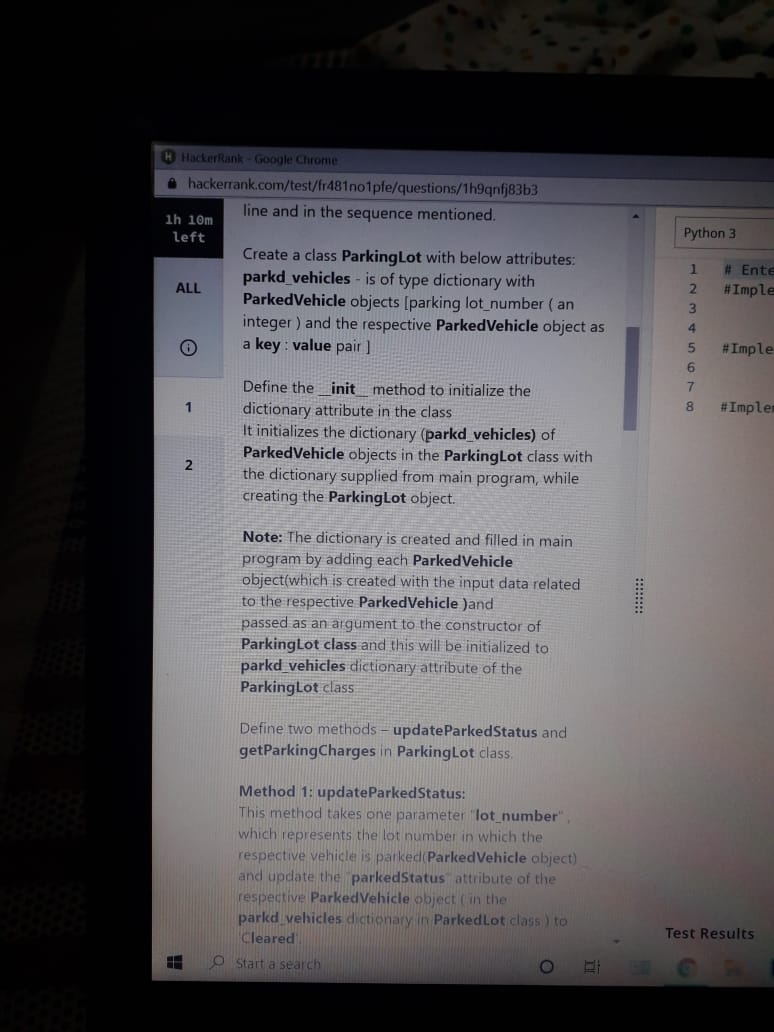 HackerRank - Google Chrome
hackerrank.com/test/fr481no1pfe/questions/1h9qnfj83b3
1h 10m
left
ALL
1
2
line and in the sequence mentioned.
Create a class ParkingLot with below attributes:
parkd_vehicles - is of type dictionary with
ParkedVehicle objects [parking lot_number ( an
integer ) and the respective ParkedVehicle object as
a key : value pair ]
Define the __init__ method to initialize the
dictionary attribute in the class
It initializes the dictionary (parkd_vehicles) of
ParkedVehicle objects in the ParkingLot class with
the dictionary supplied from main program, while
creating the ParkingLot object.
Note: The dictionary is created and filled in main
program by adding each ParkedVehicle
object(which is created with the input data related
to the respective ParkedVehicle )and
passed as an argument to the constructor of
ParkingLot class and this will be initialized to
parkd_vehicles dictionary attribute of the
ParkingLot class
Define two methods – updateParkedStatus and
getParkingCharges in ParkingLot class.
Method 1: updateParkedStatus:
This method takes one parameter "lot_number" ,
which represents the lot number in which the
respective vehicle is parked(ParkedVehicle object)
and update the "parkedStatus" attribute of the
respective ParkedVehicle object ( in the
parkd_vehicles dictionary in ParkedLot class ) to
'Cleared'.
Python 3
1 # Ente
2 #Imple
3
4
5 #Imple
6
7
8 #Implem
Test Results
Start a search